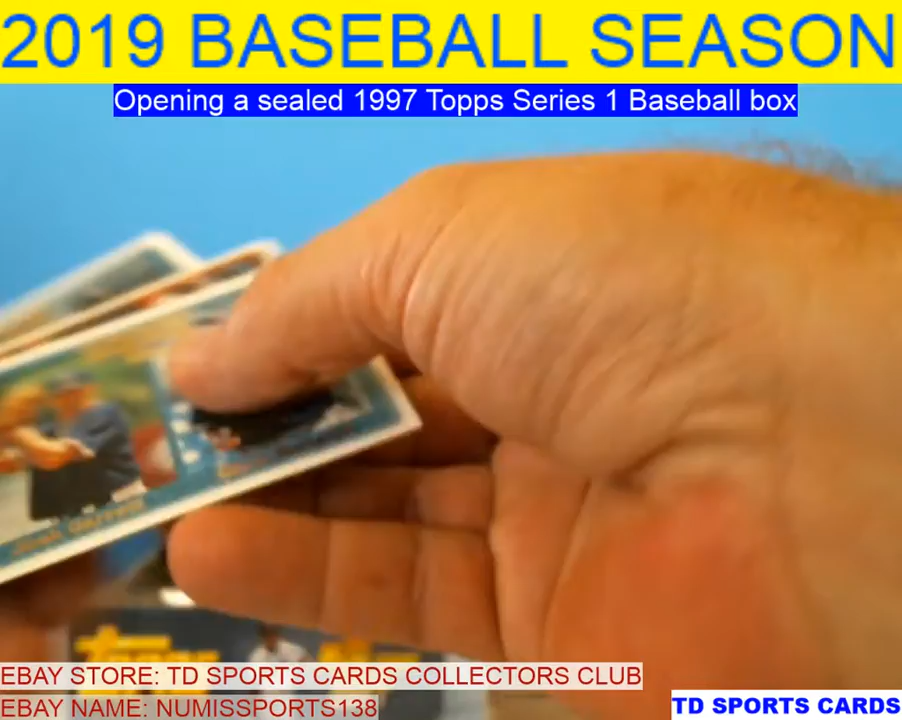 2019 BASEBALL SEASON
Opening a sealed 1997 Topps Series 1 Baseball box
Topps
EBAY STORE: TD SPORTS CARDS COLLECTORS CLUB
EBAY NAME: NUMISSPORTS138
TD SPORTS CARDS